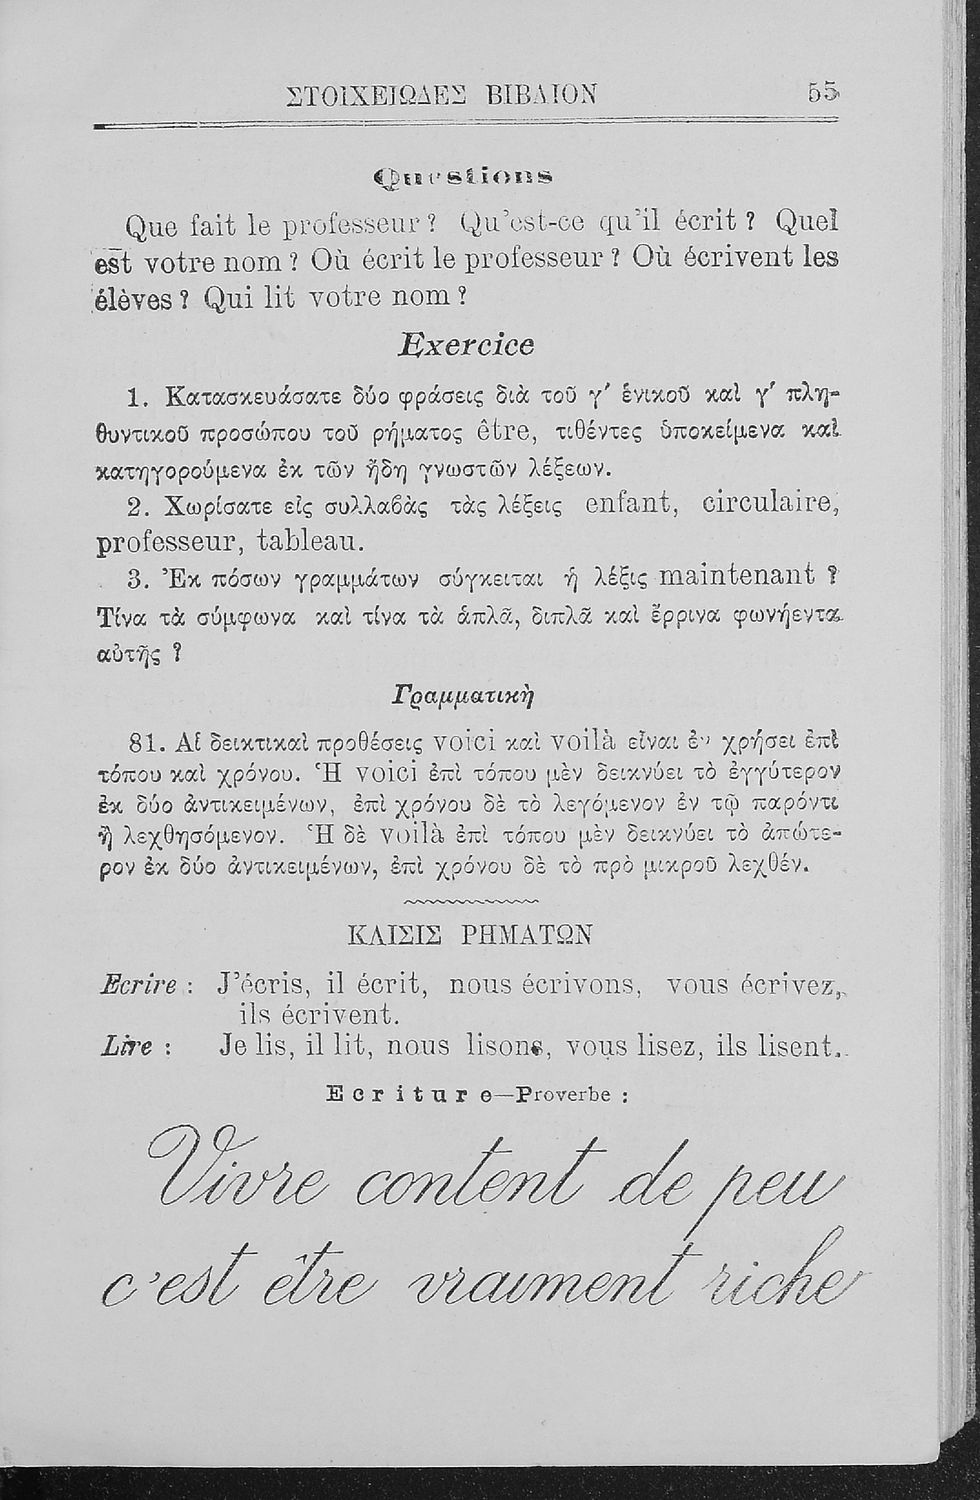 ΣΤΟΙΧΕΙΩΔΕΣ ΒΙΒΛΙΟΝ 55
Questions
Que fait le professeur ? Qu'est-ce qu'il écrit ? Quel
est votre nom ? Où écrit le professeur ? Où écrivent les
élèves ? Qui lit votre nom ?
Exercice
1. Κατασκευάσατε δύο φράσεις διὰ τοῦ γ' ἑνικοῦ καὶ γ' πλη-
θυντικοῦ προσώπου τοῦ ρήματος être, τιθέντες ὑποκείμενα καὶ
κατηγορούμενα ἐκ τῶν ἤδη γνωστῶν λέξεων.
2. Χωρίσατε εἰς συλλαβὰς τὰς λέξεις enfant, circulaire,
professeur, tableau.
3. Ἐκ πόσων γραμμάτων σύγκειται ἡ λέξις maintenant ?
Τίνα τὰ σύμφωνα καὶ τίνα τὰ ἁπλᾶ, διπλᾶ καὶ ἔρρινα φωνήεντα
αὐτῆς ?
Γραμματικὴ
81. Αἱ δεικτικαὶ προθέσεις voici καὶ voilà εἶναι ἐν χρήσει ἐπὶ
τόπου καὶ χρόνου. Ἡ voici ἐπὶ τόπου μὲν δεικνύει τὸ ἐγγύτερον
ἐκ δύο ἀντικειμένων, ἐπὶ χρόνου δὲ τὸ λεγόμενον ἐν τῷ παρόντι
ἢ λεχθησόμενον. Ἡ δὲ voilà ἐπὶ τόπου μὲν δεικνύει τὸ ἀπώτε-
ρον ἐκ δύο ἀντικειμένων, ἐπὶ χρόνου δὲ τὸ πρὸ μικροῦ λεχθέν.
ΚΛΙΣΙΣ ΡΗΜΑΤΩΝ
Ecrire : J'écris, il écrit, nous écrivons, vous écrivez,
ils écrivent.
Lire : Je lis, il lit, nous lisons, vous lisez, ils lisent.
Ecriture—Proverbe :
Vivre content de peu
c'est être vraiment riche